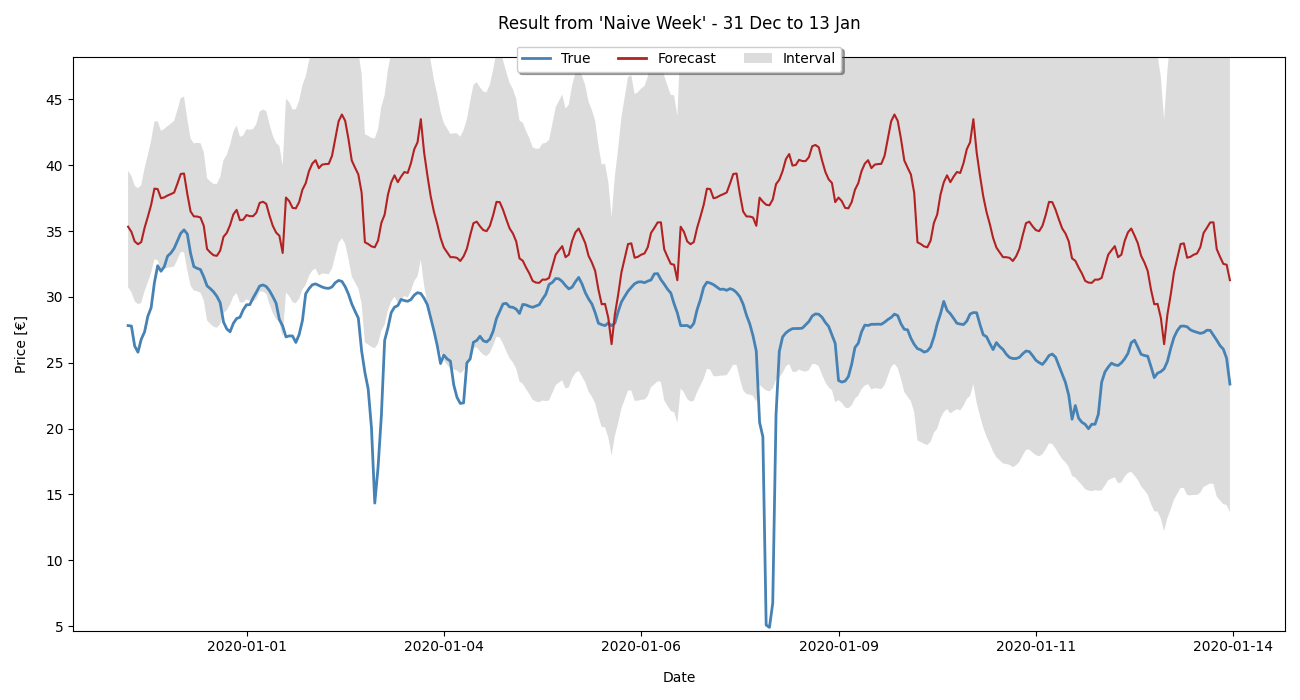 Result from 'Naive Week' - 31 Dec to 13 Jan
True Forecast Interval
45
40
35
30
25
20
15
10
5
Price [€]
2020-01-01 2020-01-04 2020-01-06 2020-01-09 2020-01-11 2020-01-14
Date